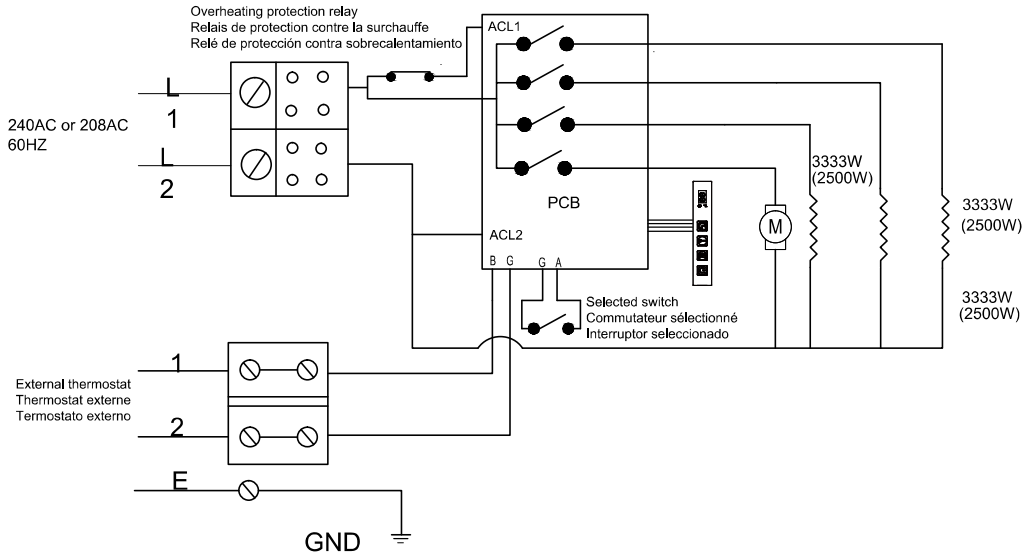 Overheating protection relay
Relais de protection contre la surchauffe
Relé de protección contra sobrecalentamiento
ACL1
L
1
240AC or 208AC
60HZ
L
2
3333W
(2500W)
PCB
M
3333W
(2500W)
ACL2
B G G A
Selected switch
Commutateur sélectionné
Interruptor seleccionado
3333W
(2500W)
1
External thermostat
Thermostat externe
Termostato externo
2
E
GND